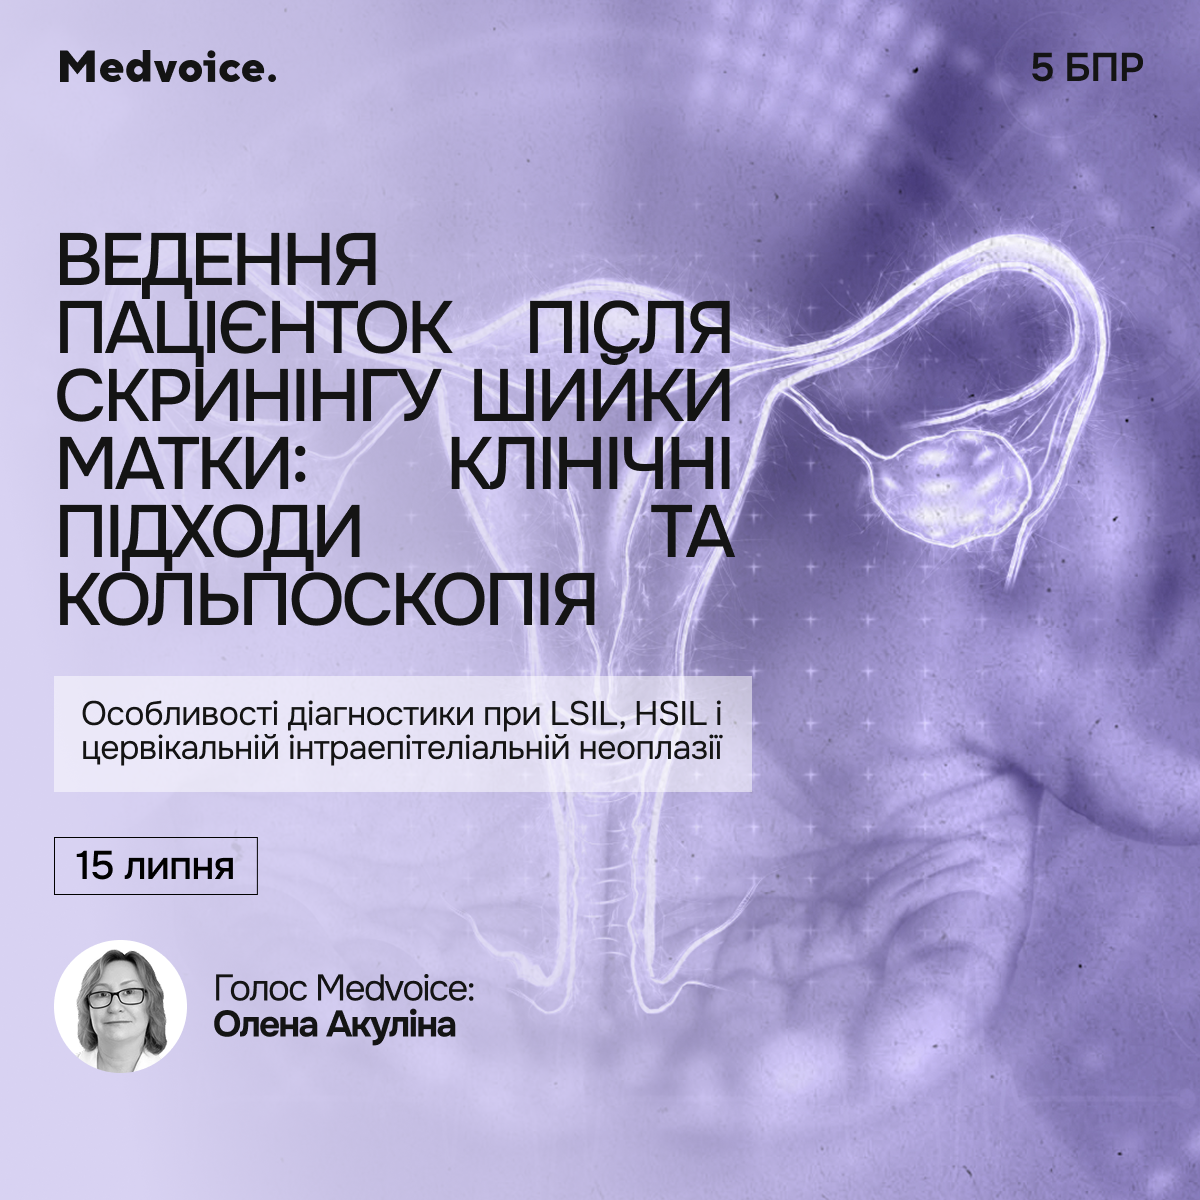 Medvoice.
5 БПР
ВЕДЕННЯ
ПАЦІЄНТОК ПІСЛЯ
СКРИНІНГУ ШИЙКИ
МАТКИ: КЛІНІЧНІ
ПІДХОДИ ТА
КОЛЬПОСКОПІЯ
Особливості діагностики при LSIL, HSIL і
цервікальній інтраепітеліальній неоплазії
15 липня
Голос Medvoice:
Олена Акуліна